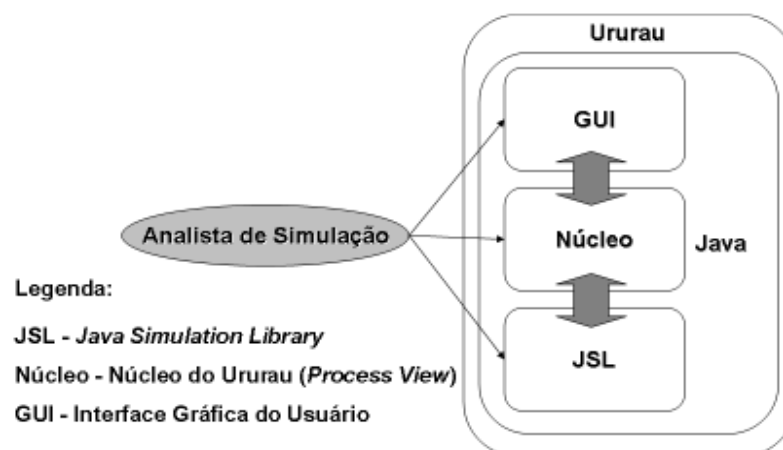 Ururau
GUI
Analista de Simulação
Núcleo
Java
Legenda:
JSL - Java Simulation Library
JSL
Núcleo - Núcleo do Ururau (Process View)
GUI - Interface Gráfica do Usuário